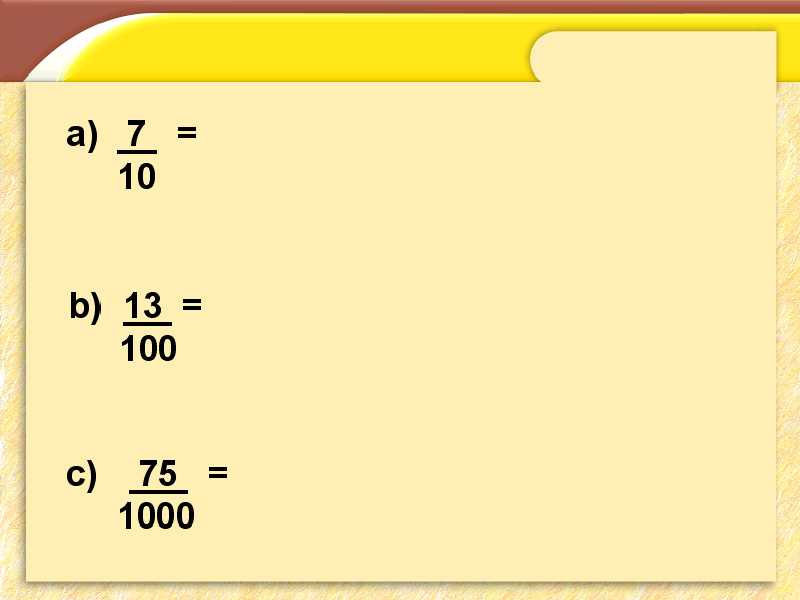 a) 7 =
10
b) 13 =
100
c) 75 =
1000